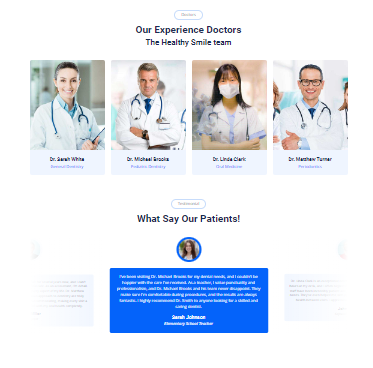 Doctors
Our Experience Doctors
The Healthy Smile team
Dr. Sarah White
General Dentistry
Dr. Michael Brooks
Pediatric Dentistry
Dr. Linda Clark
Oral Medicine
Dr. Matthew Turner
Periodontics
Testimonial
What Say Our Patients!
I've been visiting Dr. Michael Brooks for my dental needs, and I couldn't be
happier with the care I've received. As a teacher, I value punctuality and
professionalism, and Dr. Michael Brooks and his team never disappoint. They
make sure I'm comfortable during procedures, and the results are always
fantastic. I highly recommend Dr. Smith to anyone looking for a skilled and
caring dentist.
Sarah Johnson
Elementary School Teacher